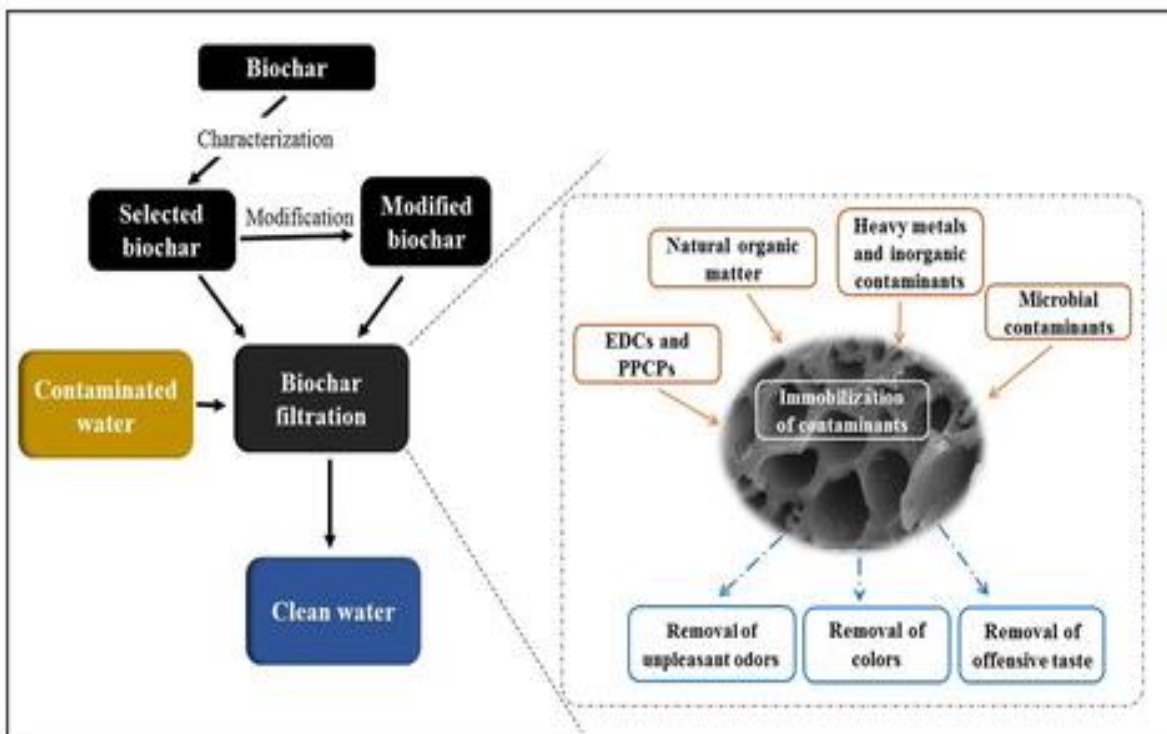 Biochar
Characterization
Selected
biochar
Modification
Modified
biochar
Contaminated
water
Biochar
filtration
Clean water
Natural organic
matter
Heavy metals
and inorganic
contaminants
Microbial
contaminants
EDCs and
PPCPs
Immobilization
of contaminants
Removal of
unpleasant odors
Removal of
colors
Removal of
offensive taste